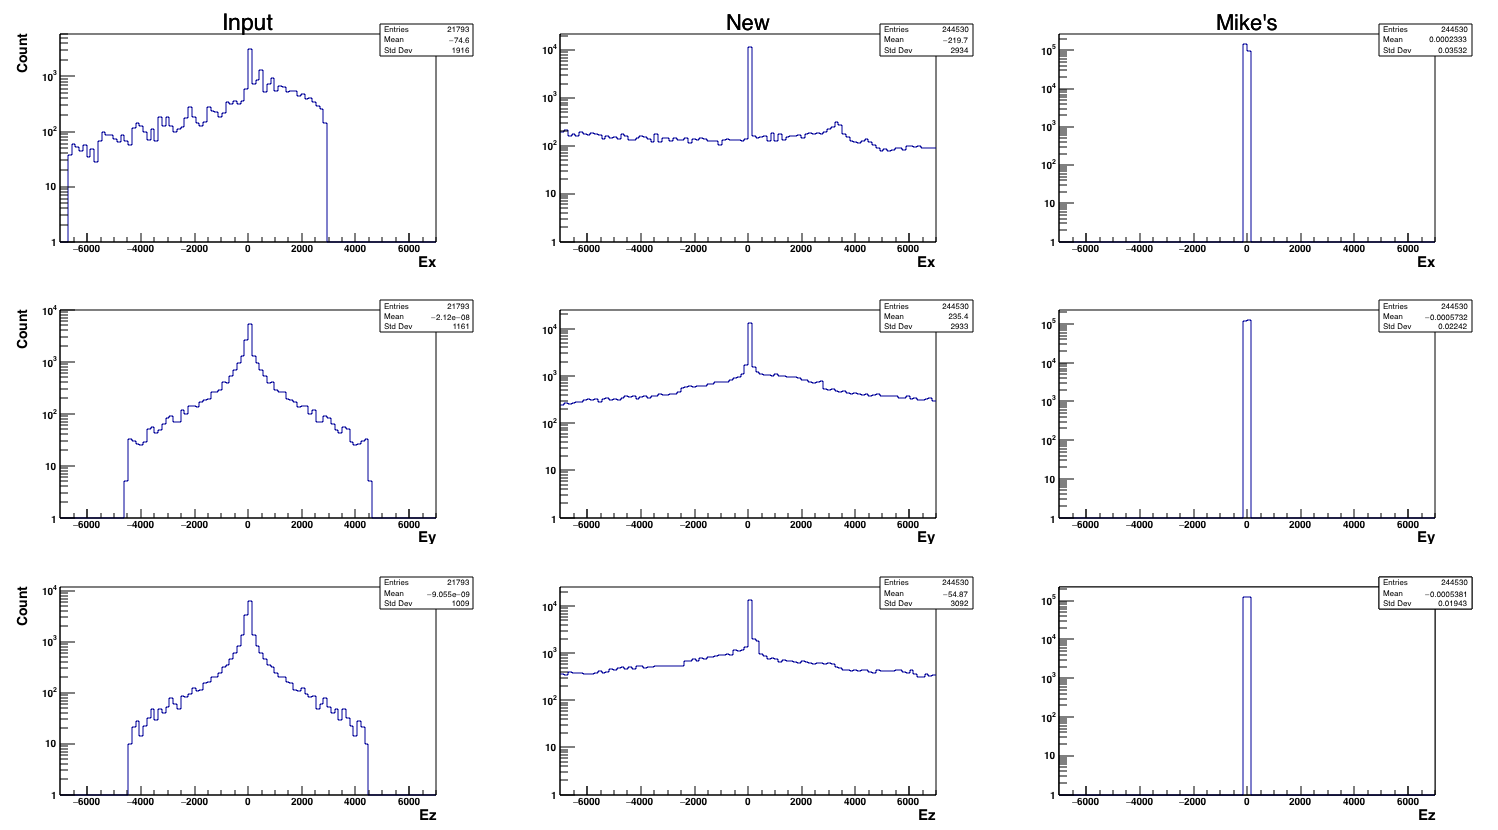 Input
Count
Entries 21793
Mean −74.6
Std Dev 1916
10³
10²
10
1
−6000 −4000 −2000 0 2000 4000 6000
Ex
New
Entries 244530
Mean −219.7
Std Dev 2934
10⁴
10³
10²
10
1
−6000 −4000 −2000 0 2000 4000 6000
Ex
Mike's
Entries 244530
Mean 0.0002333
Std Dev 0.03532
10⁵
10⁴
10³
10²
10
1
−6000 −4000 −2000 0 2000 4000 6000
Ex
Count
Entries 21793
Mean −2.12e−08
Std Dev 1161
10⁴
10³
10²
10
1
−6000 −4000 −2000 0 2000 4000 6000
Ey
Entries 244530
Mean 235.4
Std Dev 2933
10⁴
10³
10²
10
1
−6000 −4000 −2000 0 2000 4000 6000
Ey
Entries 244530
Mean −0.0005732
Std Dev 0.02242
10⁵
10⁴
10³
10²
10
1
−6000 −4000 −2000 0 2000 4000 6000
Ey
Count
Entries 21793
Mean −9.055e−09
Std Dev 1009
10⁴
10³
10²
10
1
−6000 −4000 −2000 0 2000 4000 6000
Ez
Entries 244530
Mean −54.87
Std Dev 3092
10⁴
10³
10²
10
1
−6000 −4000 −2000 0 2000 4000 6000
Ez
Entries 244530
Mean −0.0005381
Std Dev 0.01943
10⁵
10⁴
10³
10²
10
1
−6000 −4000 −2000 0 2000 4000 6000
Ez